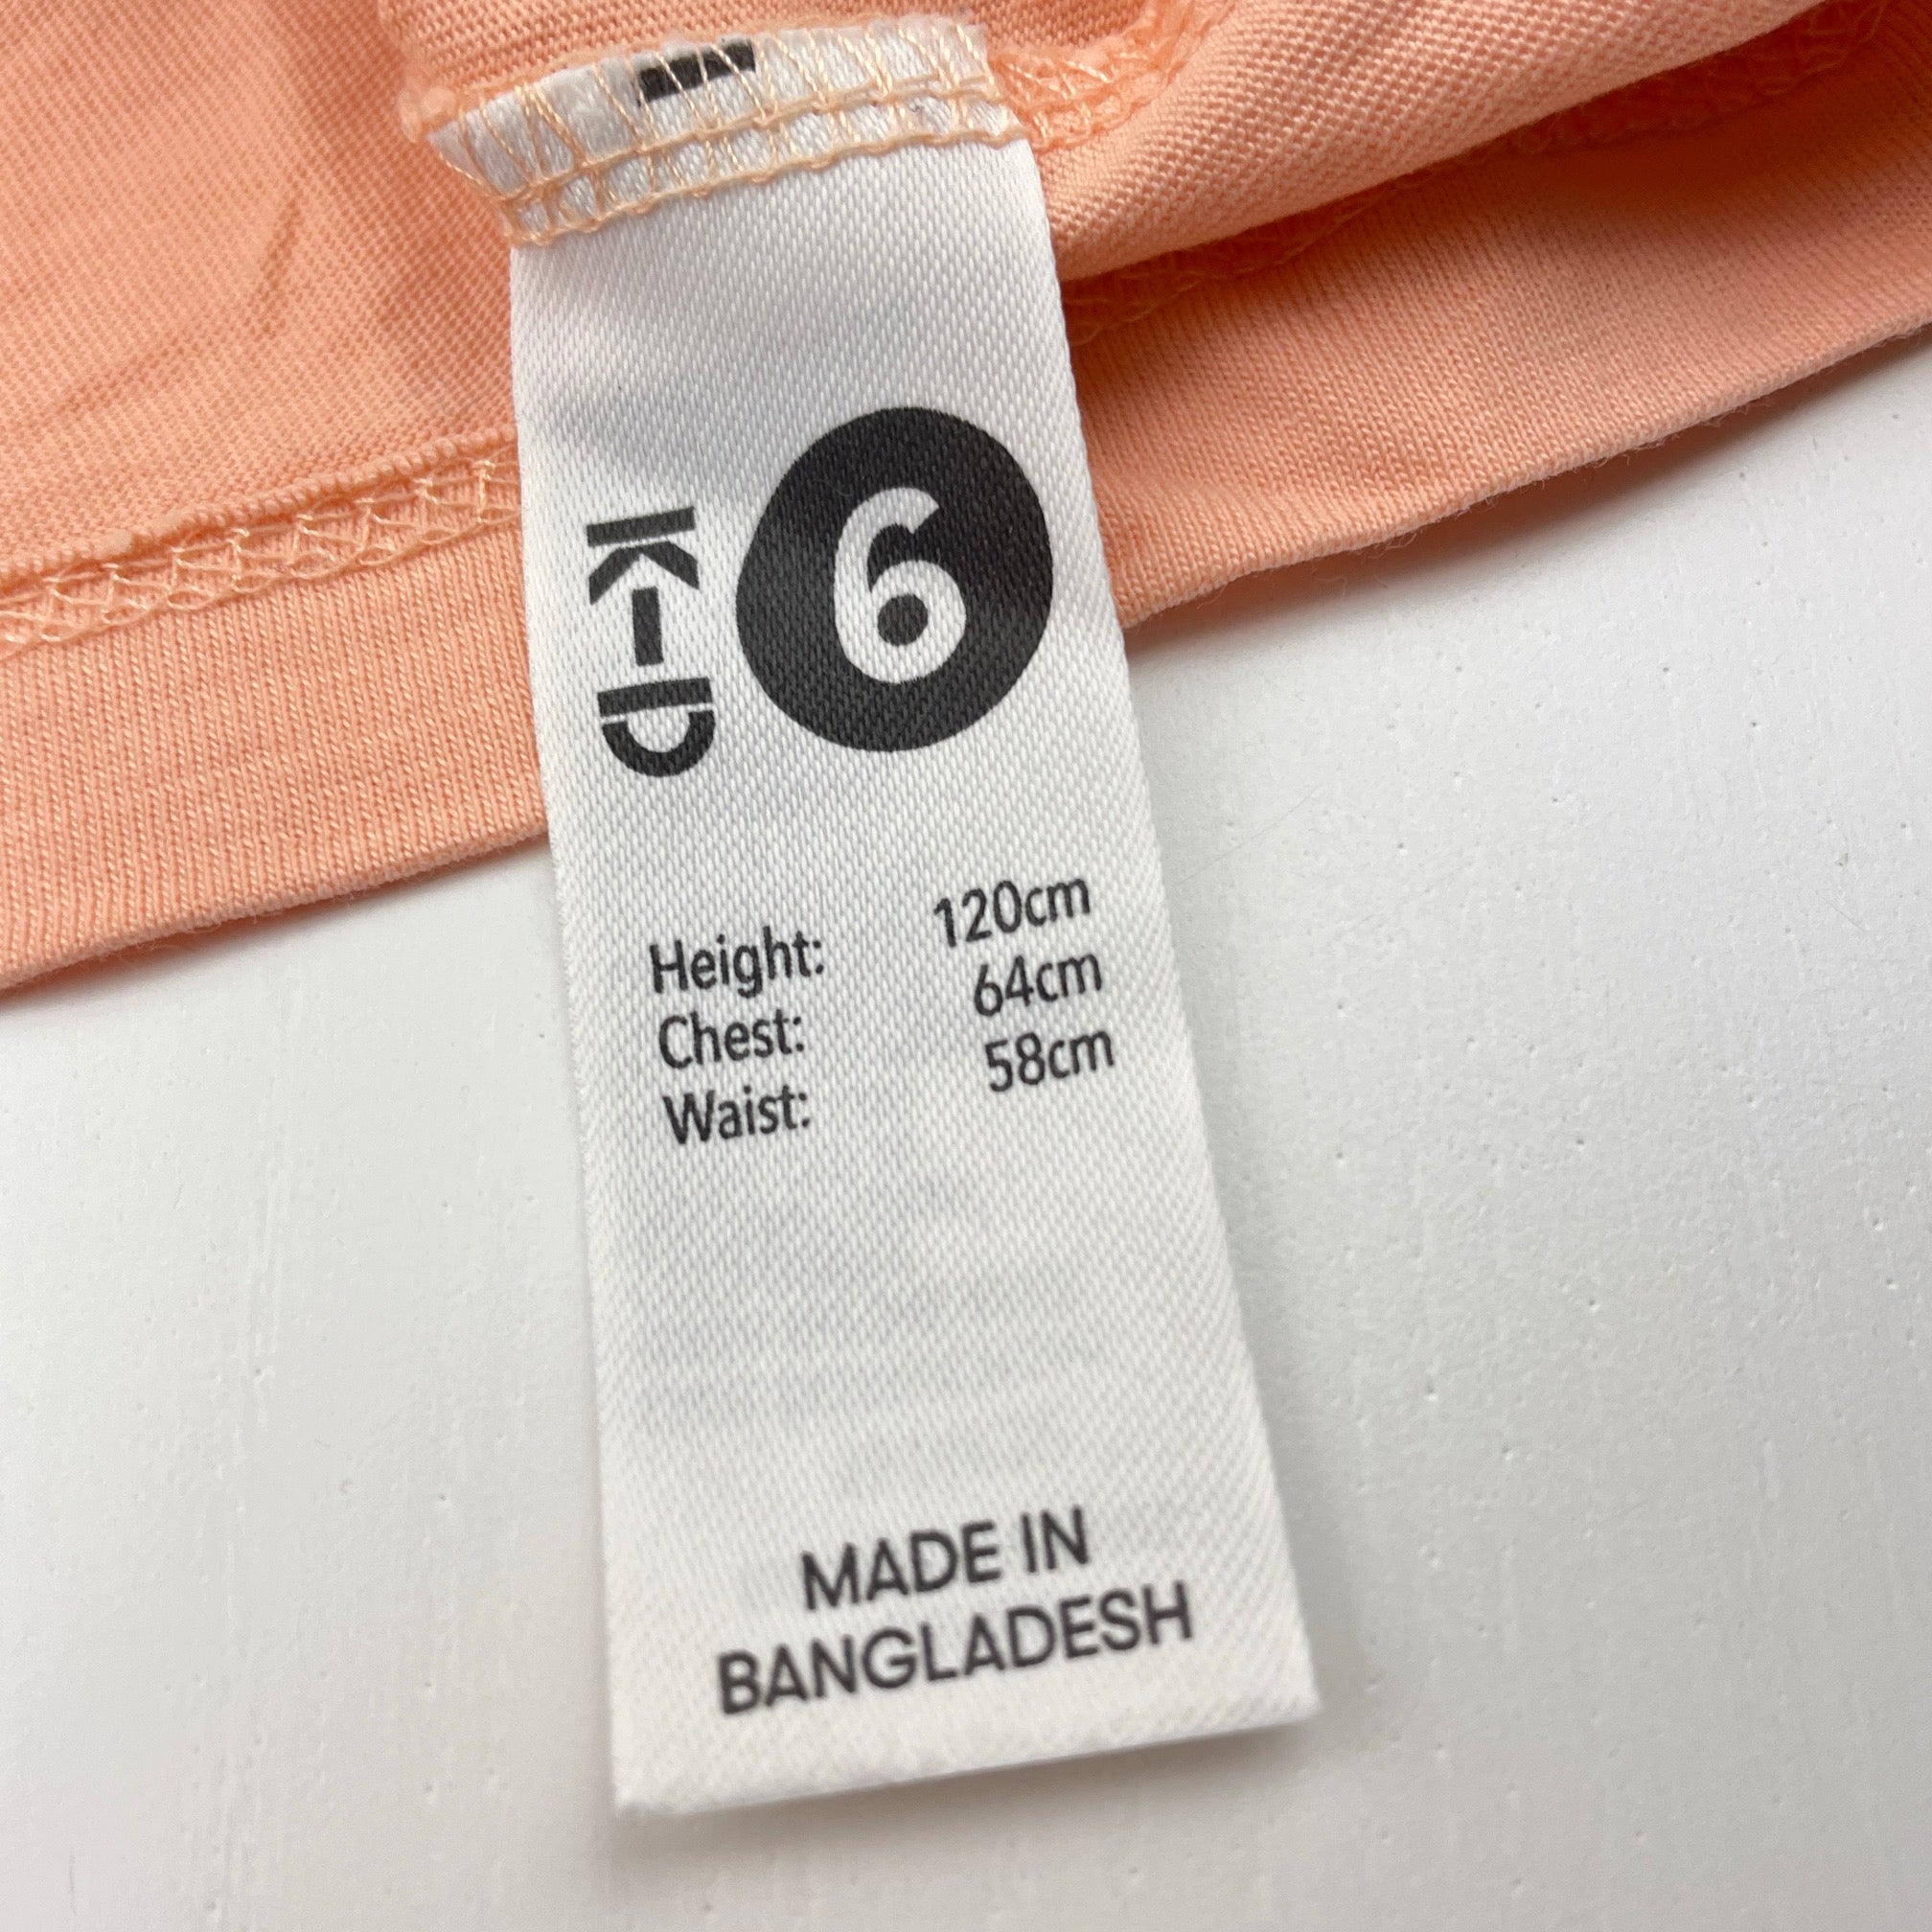 K-D
6
Height: 120cm
Chest: 64cm
Waist: 58cm
MADE IN
BANGLADESH